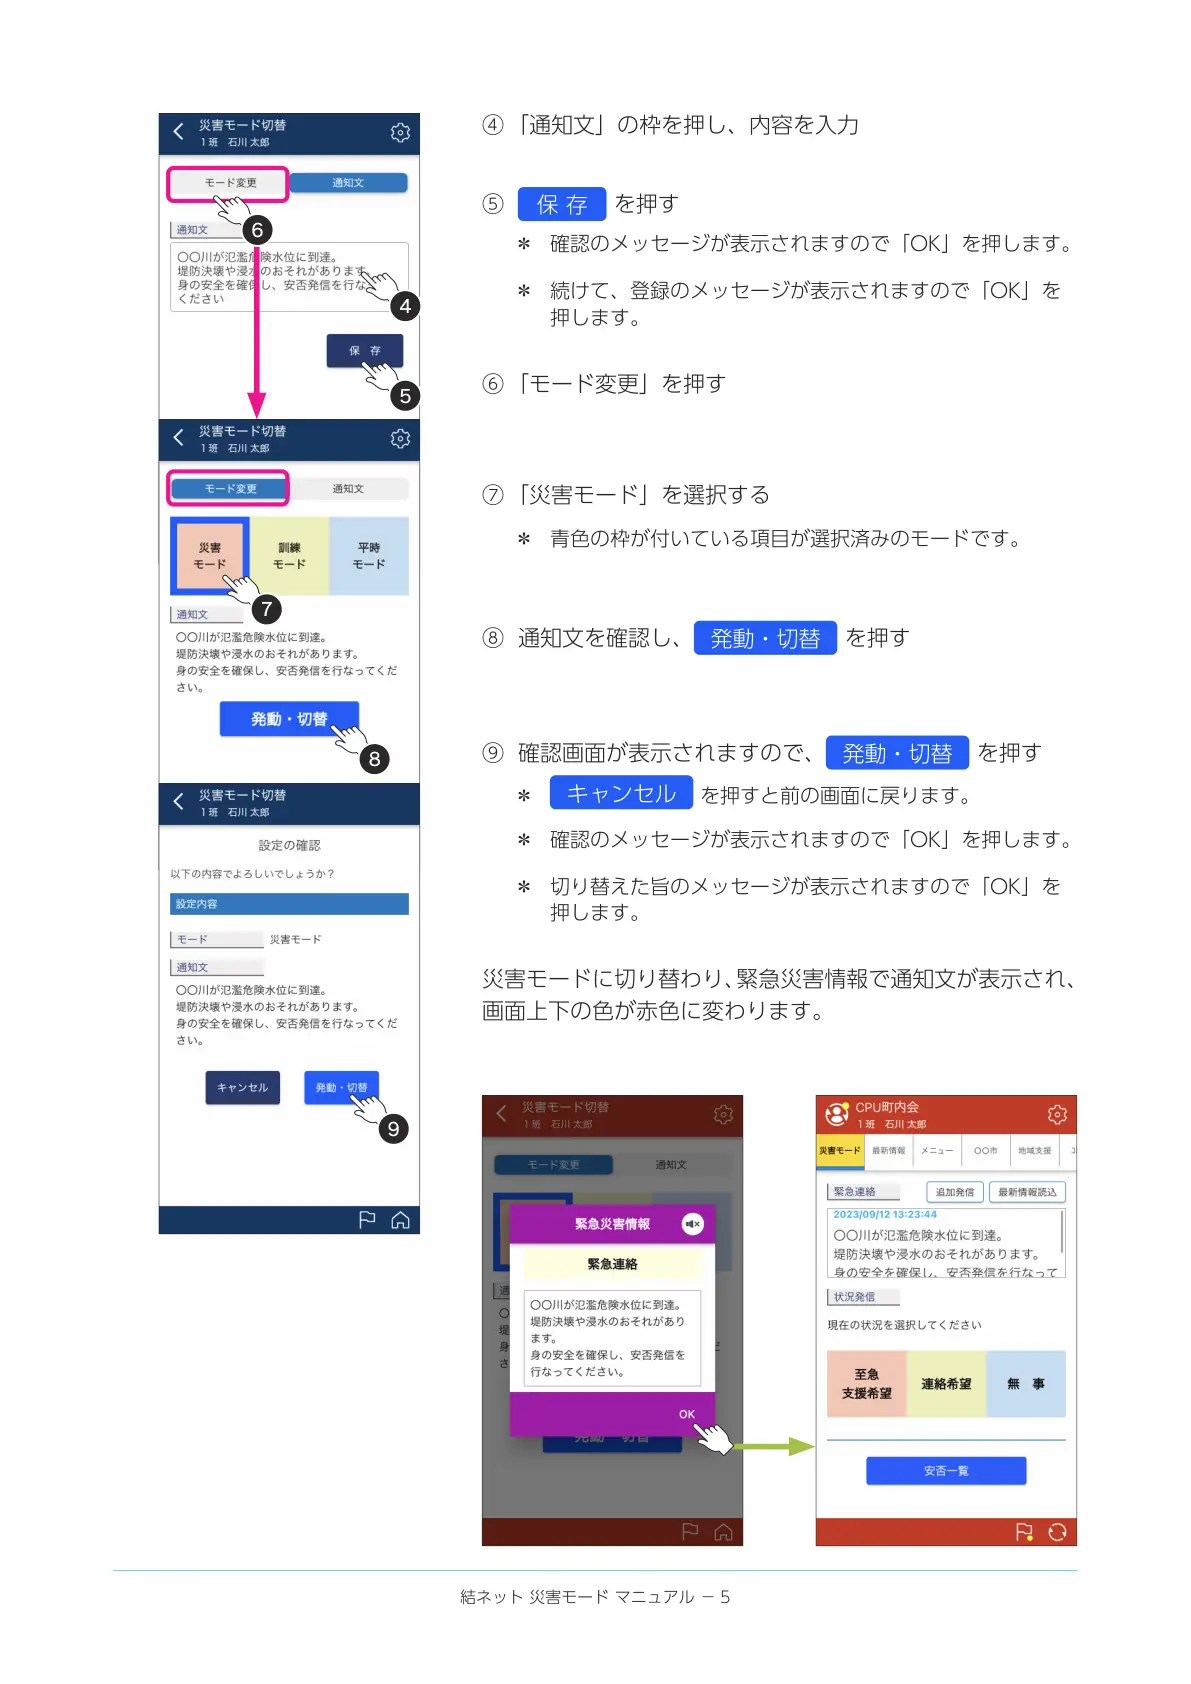 災害モード切替
1班 石川 太郎
モード変更 通知文
通知文
〇〇川が氾濫危険水位に到達。
堤防決壊や浸水のおそれがあります。
身の安全を確保し、安否発信を行な
ください
保 存
6
4
5
災害モード切替
1班 石川 太郎
モード変更 通知文
災害
モード
訓練
モード
平時
モード
7
通知文
〇〇川が氾濫危険水位に到達。
堤防決壊や浸水のおそれがあります。
身の安全を確保し、安否発信を行なってくだ
さい。
発動・切替
8
災害モード切替
1班 石川 太郎
設定の確認
以下の内容でよろしいでしょうか？
設定内容
モード 災害モード
通知文
〇〇川が氾濫危険水位に到達。
堤防決壊や浸水のおそれがあります。
身の安全を確保し、安否発信を行なってくだ
さい。
キャンセル 発動・切替
9
④「通知文」の枠を押し、内容を入力
⑤ 保 存 を押す
＊ 確認のメッセージが表示されますので「OK」を押します。
＊ 続けて、登録のメッセージが表示されますので「OK」を
押します。
⑥「モード変更」を押す
⑦「災害モード」を選択する
＊ 青色の枠が付いている項目が選択済みのモードです。
⑧ 通知文を確認し、 発動・切替 を押す
⑨ 確認画面が表示されますので、 発動・切替 を押す
＊ キャンセル を押すと前の画面に戻ります。
＊ 確認のメッセージが表示されますので「OK」を押します。
＊ 切り替えた旨のメッセージが表示されますので「OK」を
押します。
災害モードに切り替わり、緊急災害情報で通知文が表示され、
画面上下の色が赤色に変わります。
災害モード切替
1班 石川 太郎
モード変更 通知文
緊急災害情報
緊急連絡
〇〇川が氾濫危険水位に到達。
堤防決壊や浸水のおそれがあり
ます。
身の安全を確保し、安否発信を
行なってください。
OK
発動・切替
CPU町内会
1班 石川 太郎
災害モード 最新情報 メニュー 〇〇市 地域支援
緊急連絡 追加発信 最新情報読込
2023/09/12 13:23:44
〇〇川が氾濫危険水位に到達。
堤防決壊や浸水のおそれがあります。
身の安全を確保し、安否発信を行なって
状況発信
現在の状況を選択してください
至急
支援希望
連絡希望
無 事
安否一覧
結ネット 災害モード マニュアル － 5